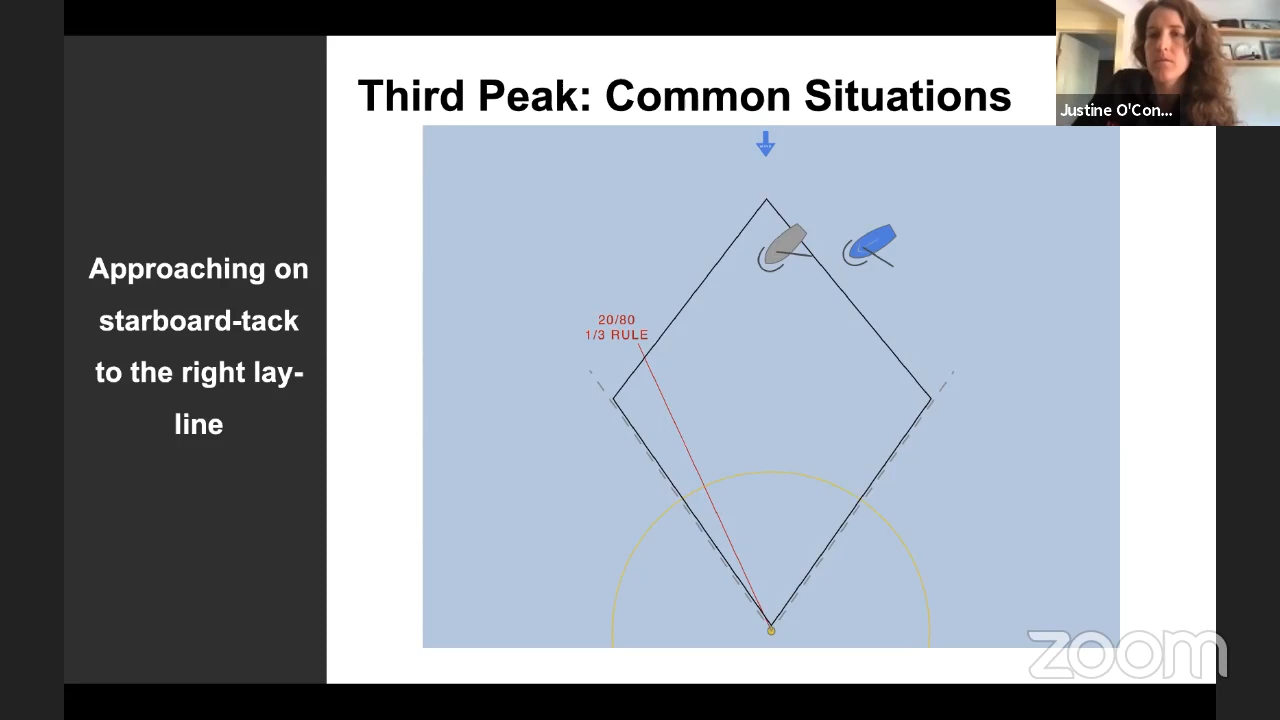 Third Peak: Common Situations
Justine O'Con...
Approaching on
starboard-tack
to the right lay-
line
20/80
1/3 RULE
zoom